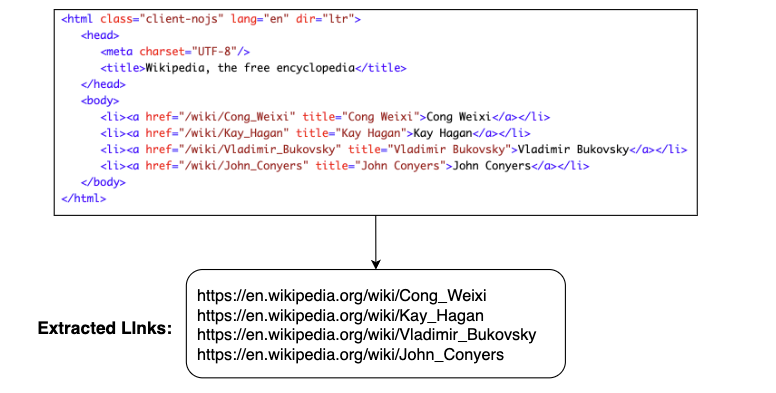 <html class="client-nojs" lang="en" dir="ltr">
<head>
<meta charset="UTF-8"/>
<title>Wikipedia, the free encyclopedia</title>
</head>
<body>
<li><a href="/wiki/Cong_Weixi" title="Cong Weixi">Cong Weixi</a></li>
<li><a href="/wiki/Kay_Hagan" title="Kay Hagan">Kay Hagan</a></li>
<li><a href="/wiki/Vladimir_Bukovsky" title="Vladimir Bukovsky">Vladimir Bukovsky</a></li>
<li><a href="/wiki/John_Conyers" title="John Conyers">John Conyers</a></li>
</body>
</html>
Extracted LInks:
https://en.wikipedia.org/wiki/Cong_Weixi
https://en.wikipedia.org/wiki/Kay_Hagan
https://en.wikipedia.org/wiki/Vladimir_Bukovsky
https://en.wikipedia.org/wiki/John_Conyers